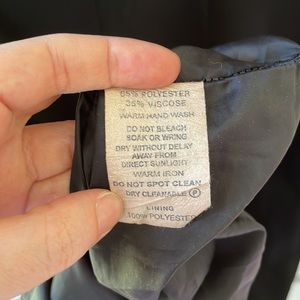 65% POLYESTER
35% VISCOSE
WARM HAND WASH
DO NOT BLEACH
SOAK OR WRING
DRY WITHOUT DELAY
AWAY FROM
DIRECT SUNLIGHT
WARM IRON
DO NOT SPOT CLEAN
DRY CLEANABLE Ⓟ
LINING
100% POLYESTER